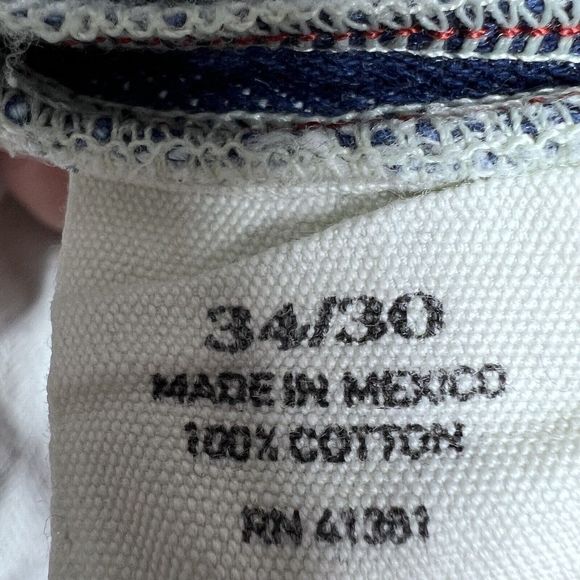 34/30
MADE IN MEXICO
100% COTTON
RN 41381